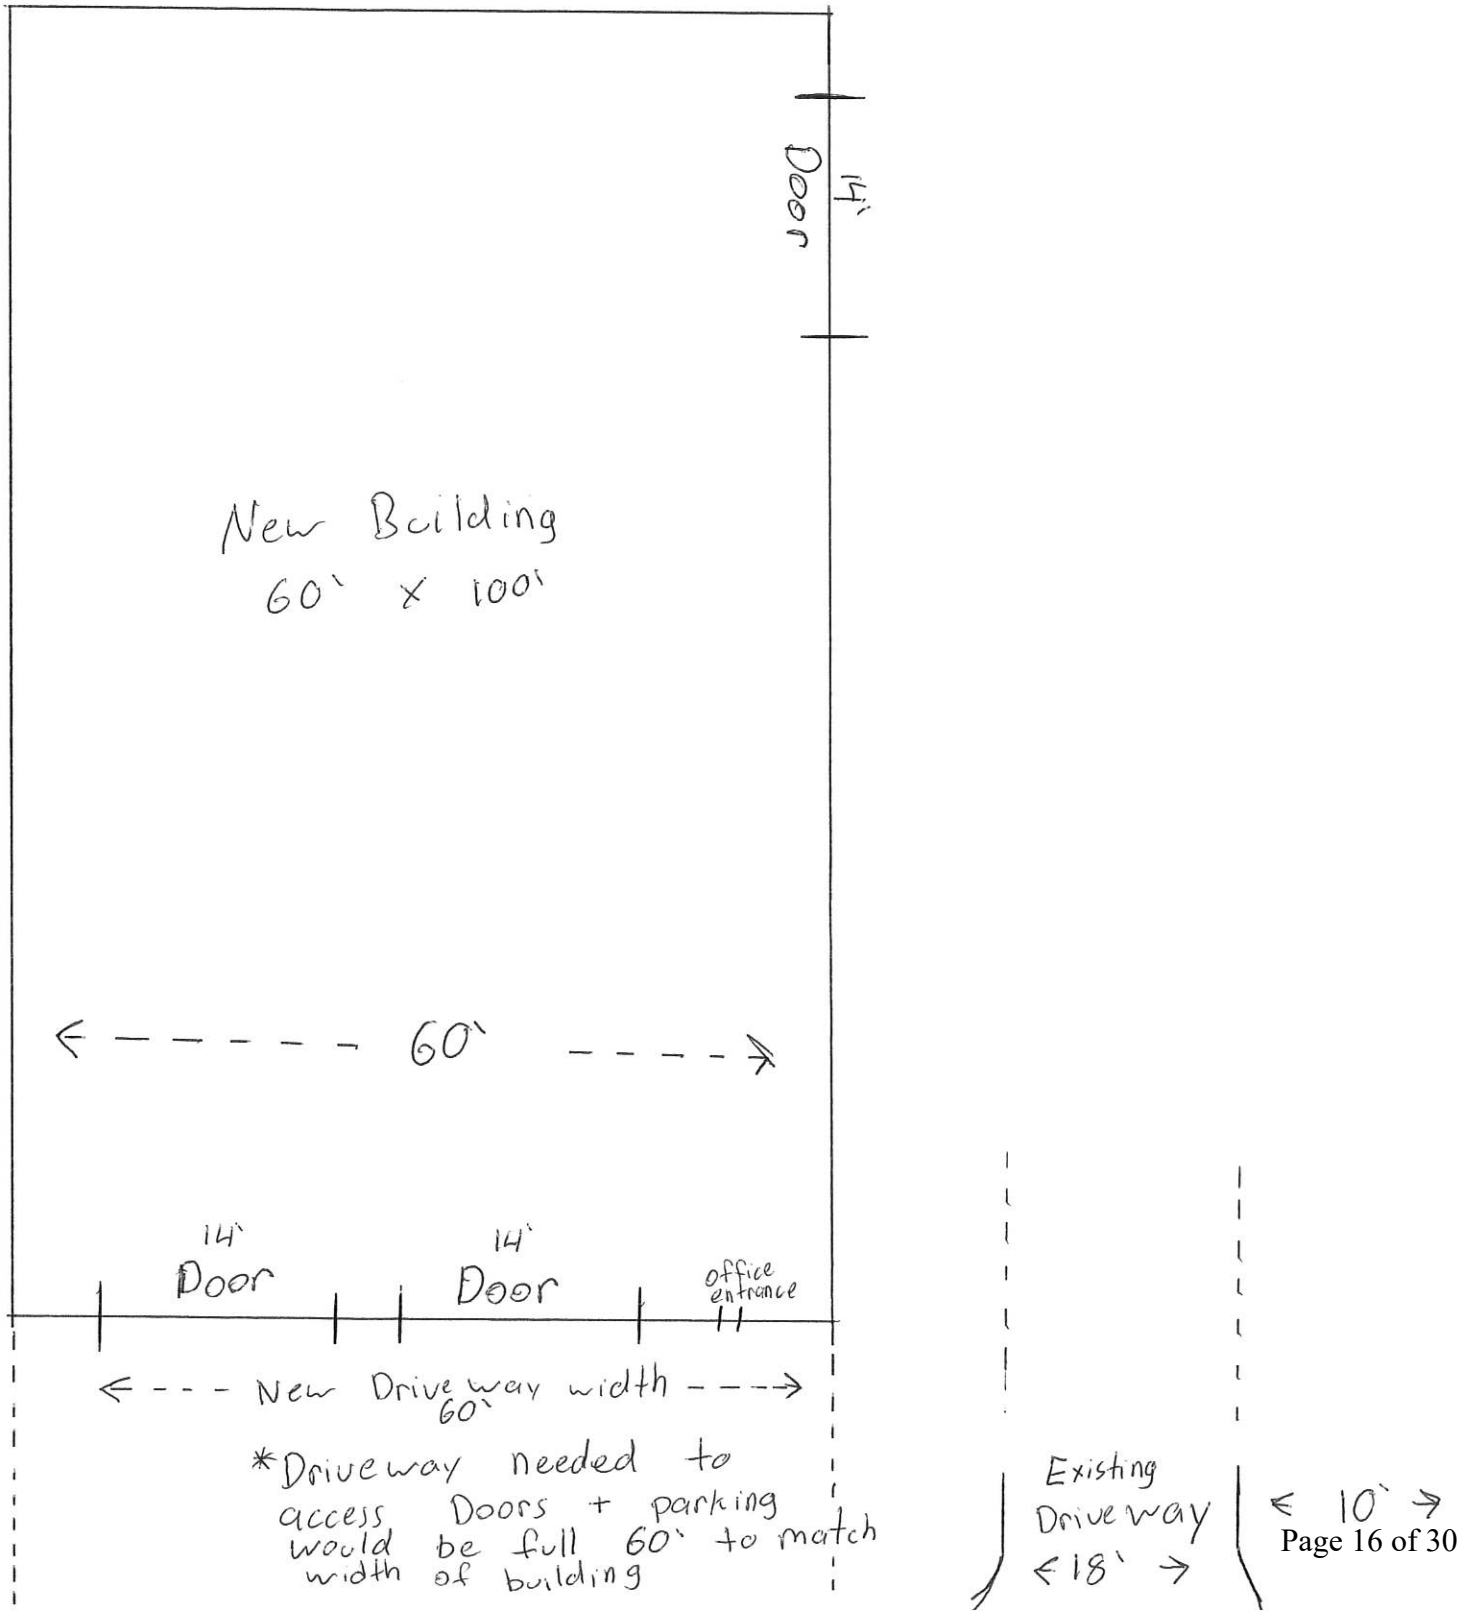 14'
Door
New Building
60' x 100'
60'
14'
Door
14'
Door
office
entrance
New Driveway width
60'
*Driveway needed to
access Doors + parking
would be full 60' to match
width of building
Existing
Driveway
18'
10'
Page 16 of 30